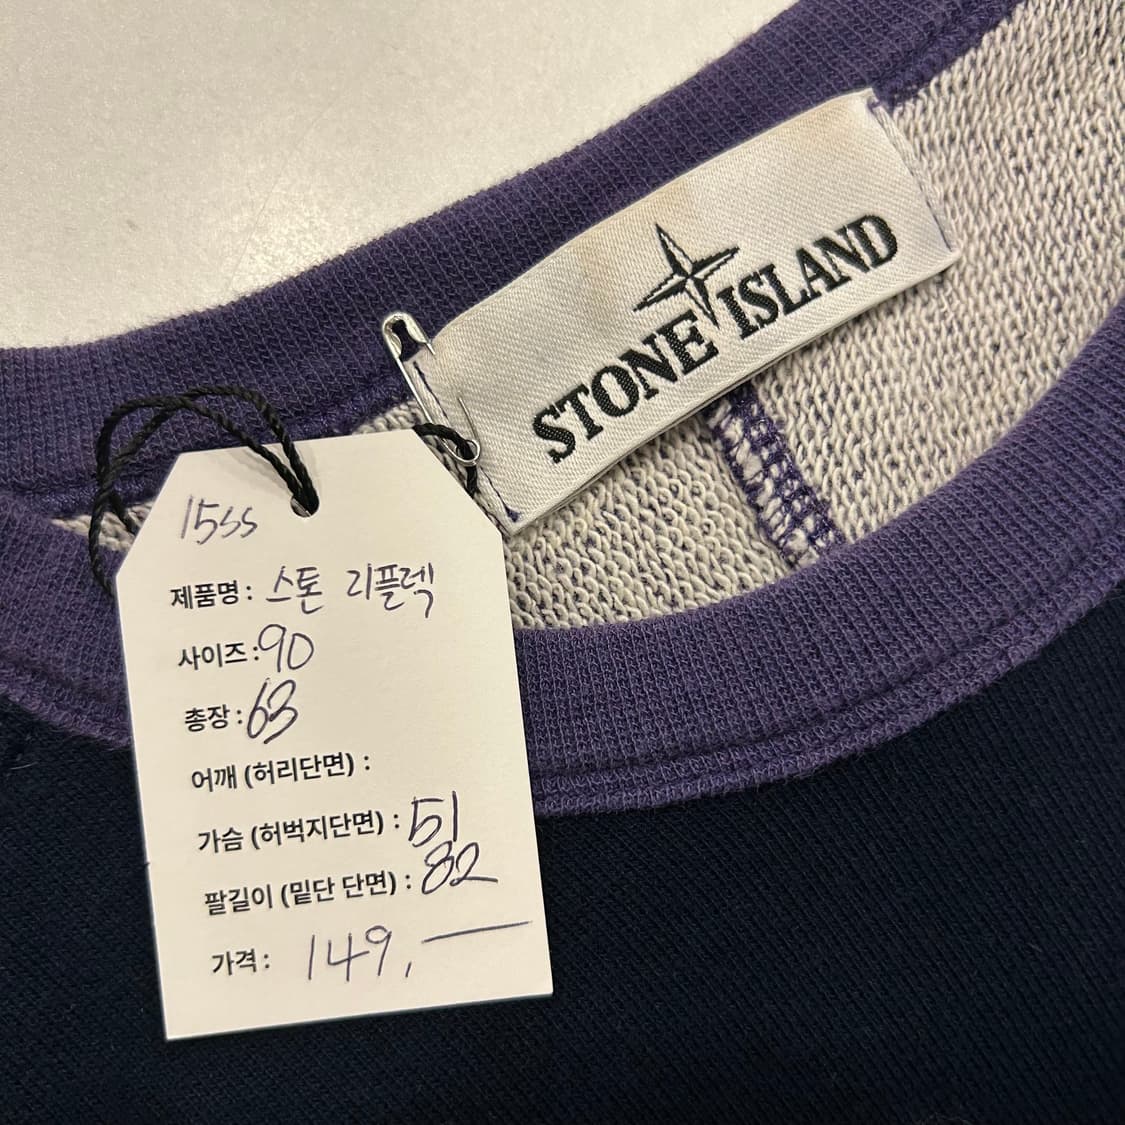 STONE ISLAND
15ss
제품명 : 스톤 리플렉
사이즈 : 90
총장 : 63
어깨 (허리단면) :
가슴 (허벅지단면) : 51
팔길이 (밑단 단면) : 82
가격 : 149,—